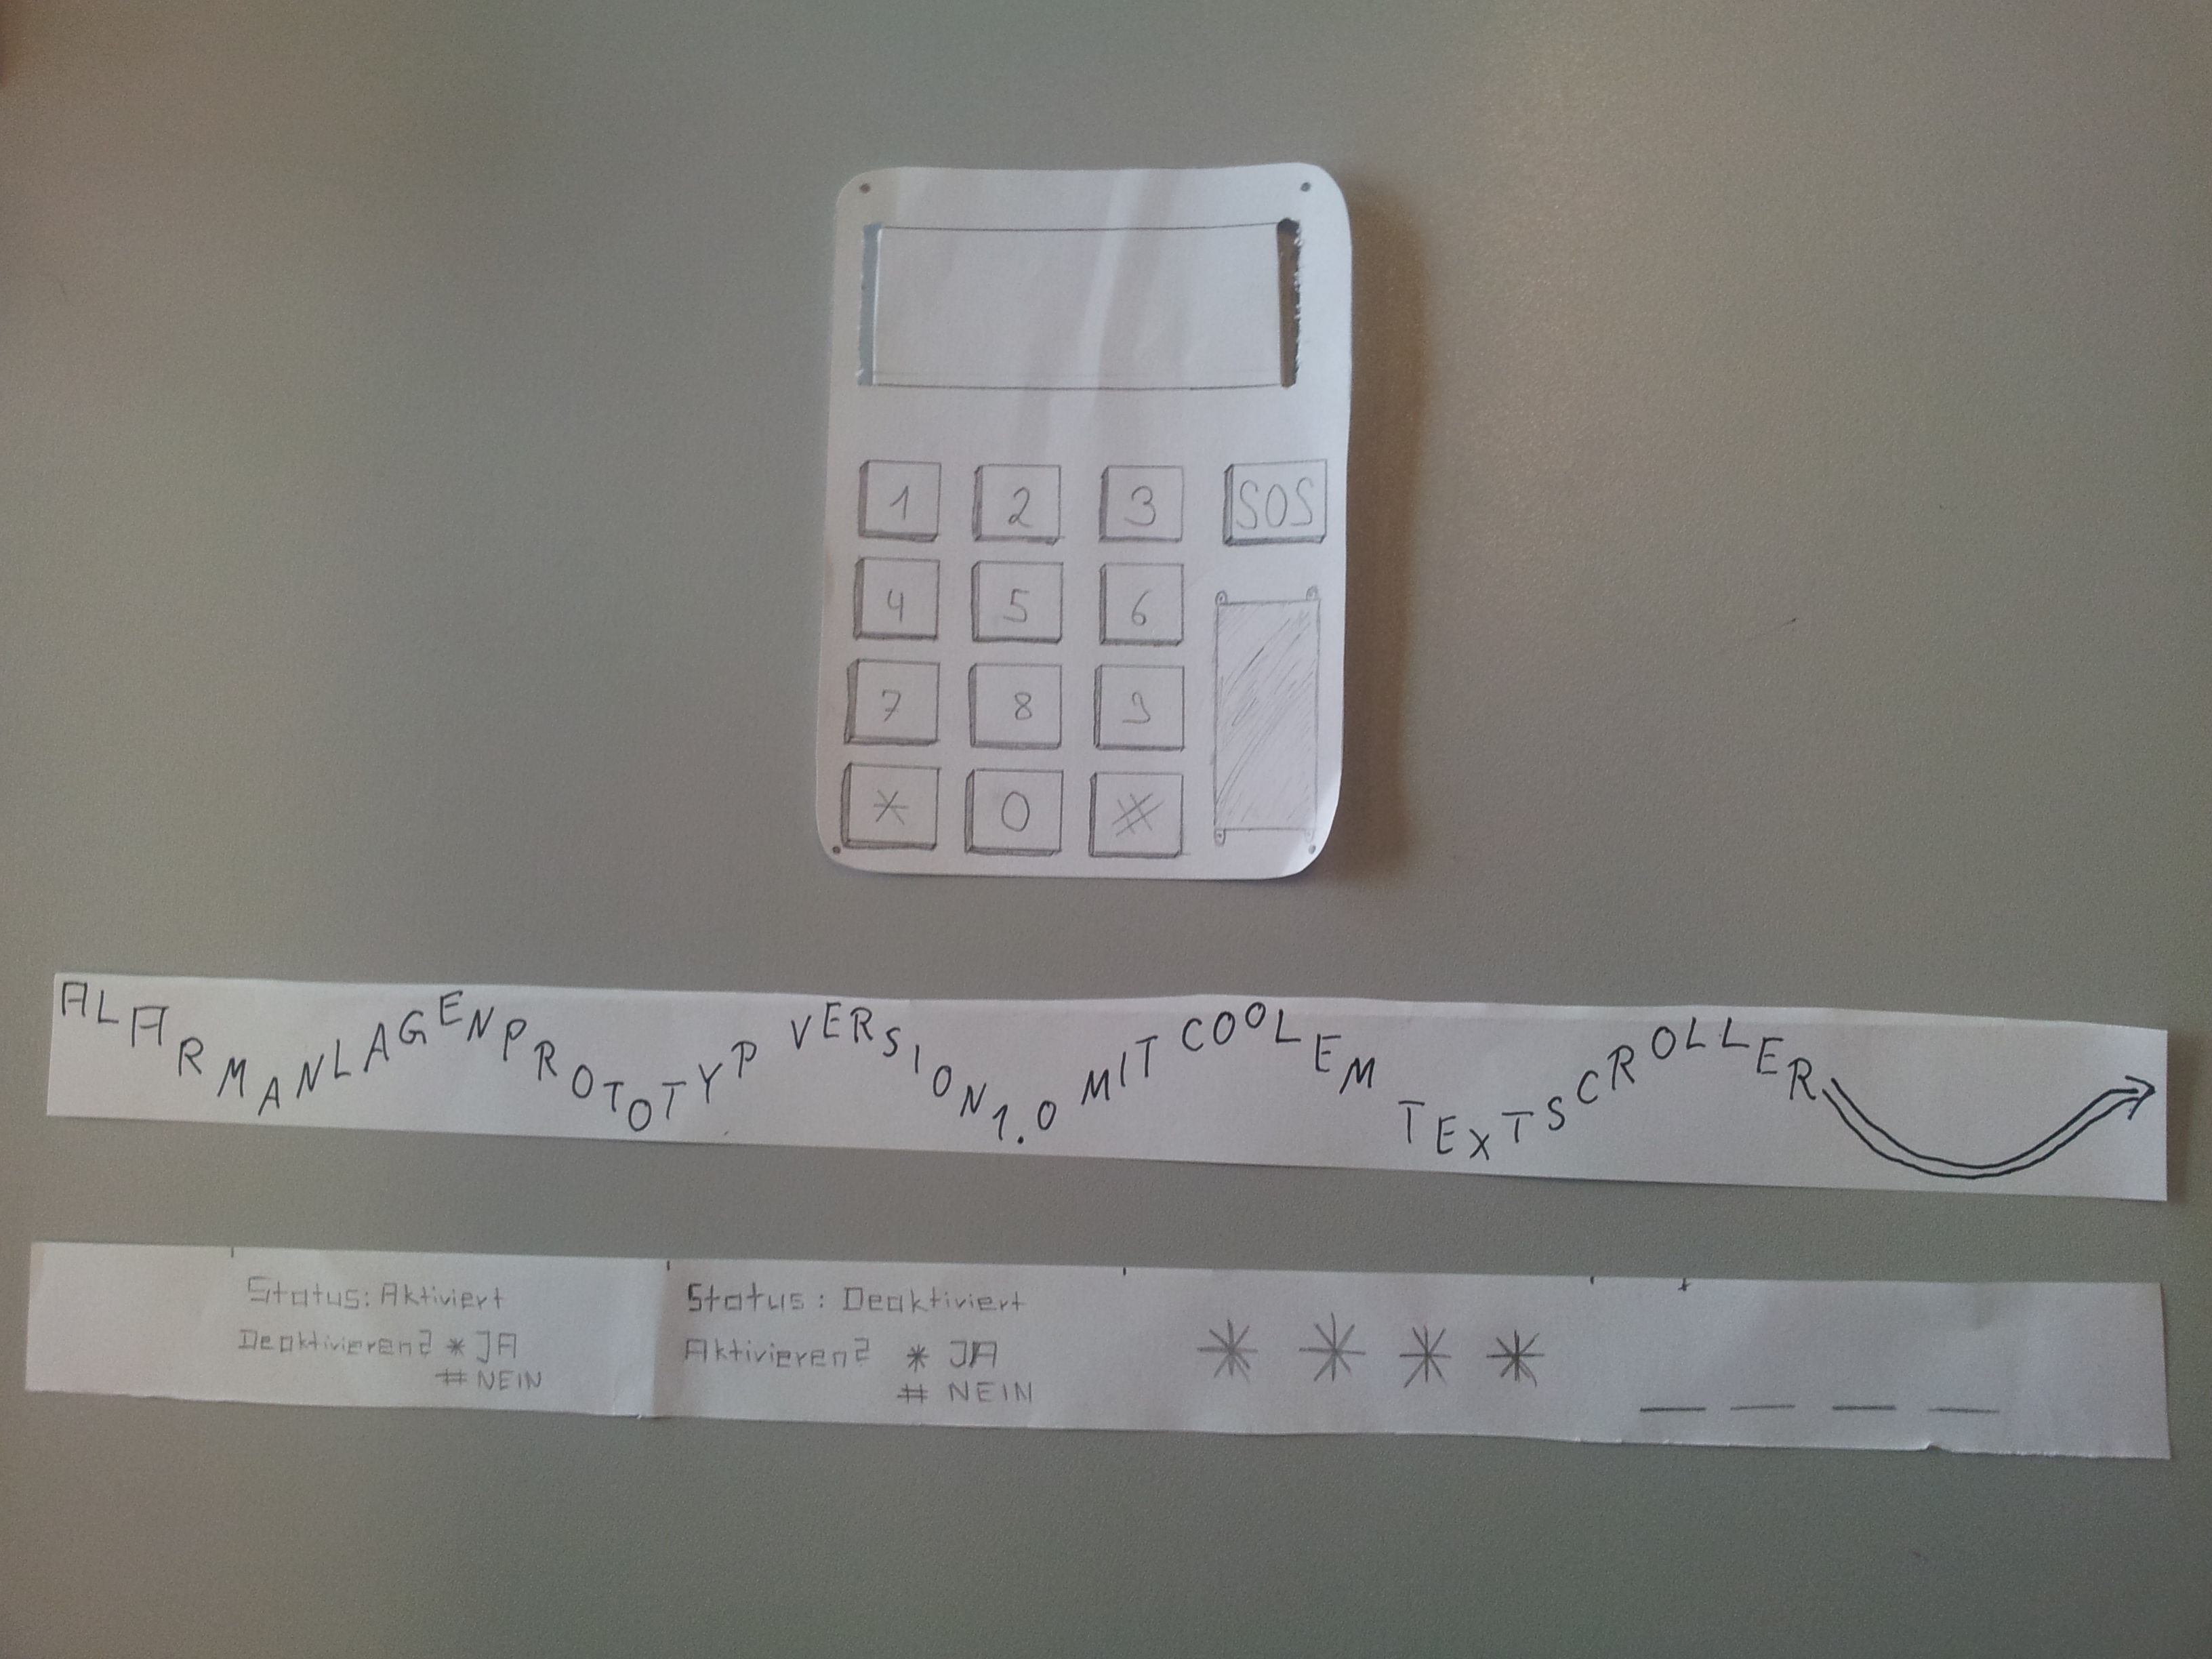 1 2 3 SOS
4 5 6
7 8 9
* 0 #
ALARMANLAGENPROTOTYP VERSION 1.0 MIT COOLEM TEXTSCROLLER
Status: Aktiviert
Deaktivieren? * JA
# NEIN
Status: Deaktiviert
Aktivieren? * JA
# NEIN
* * * *
_ _ _ _